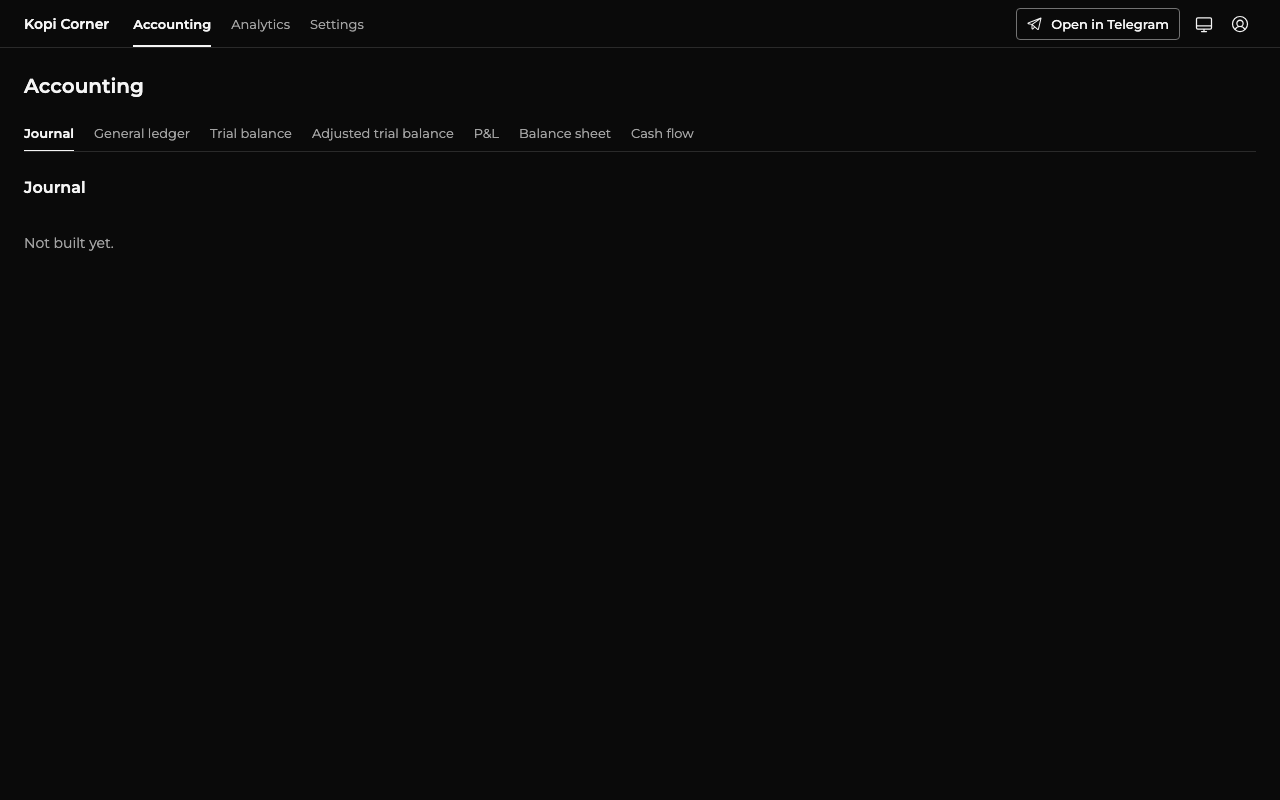 Kopi Corner Accounting Analytics Settings Open in Telegram
Accounting
Journal General ledger Trial balance Adjusted trial balance P&L Balance sheet Cash flow
Journal
Not built yet.